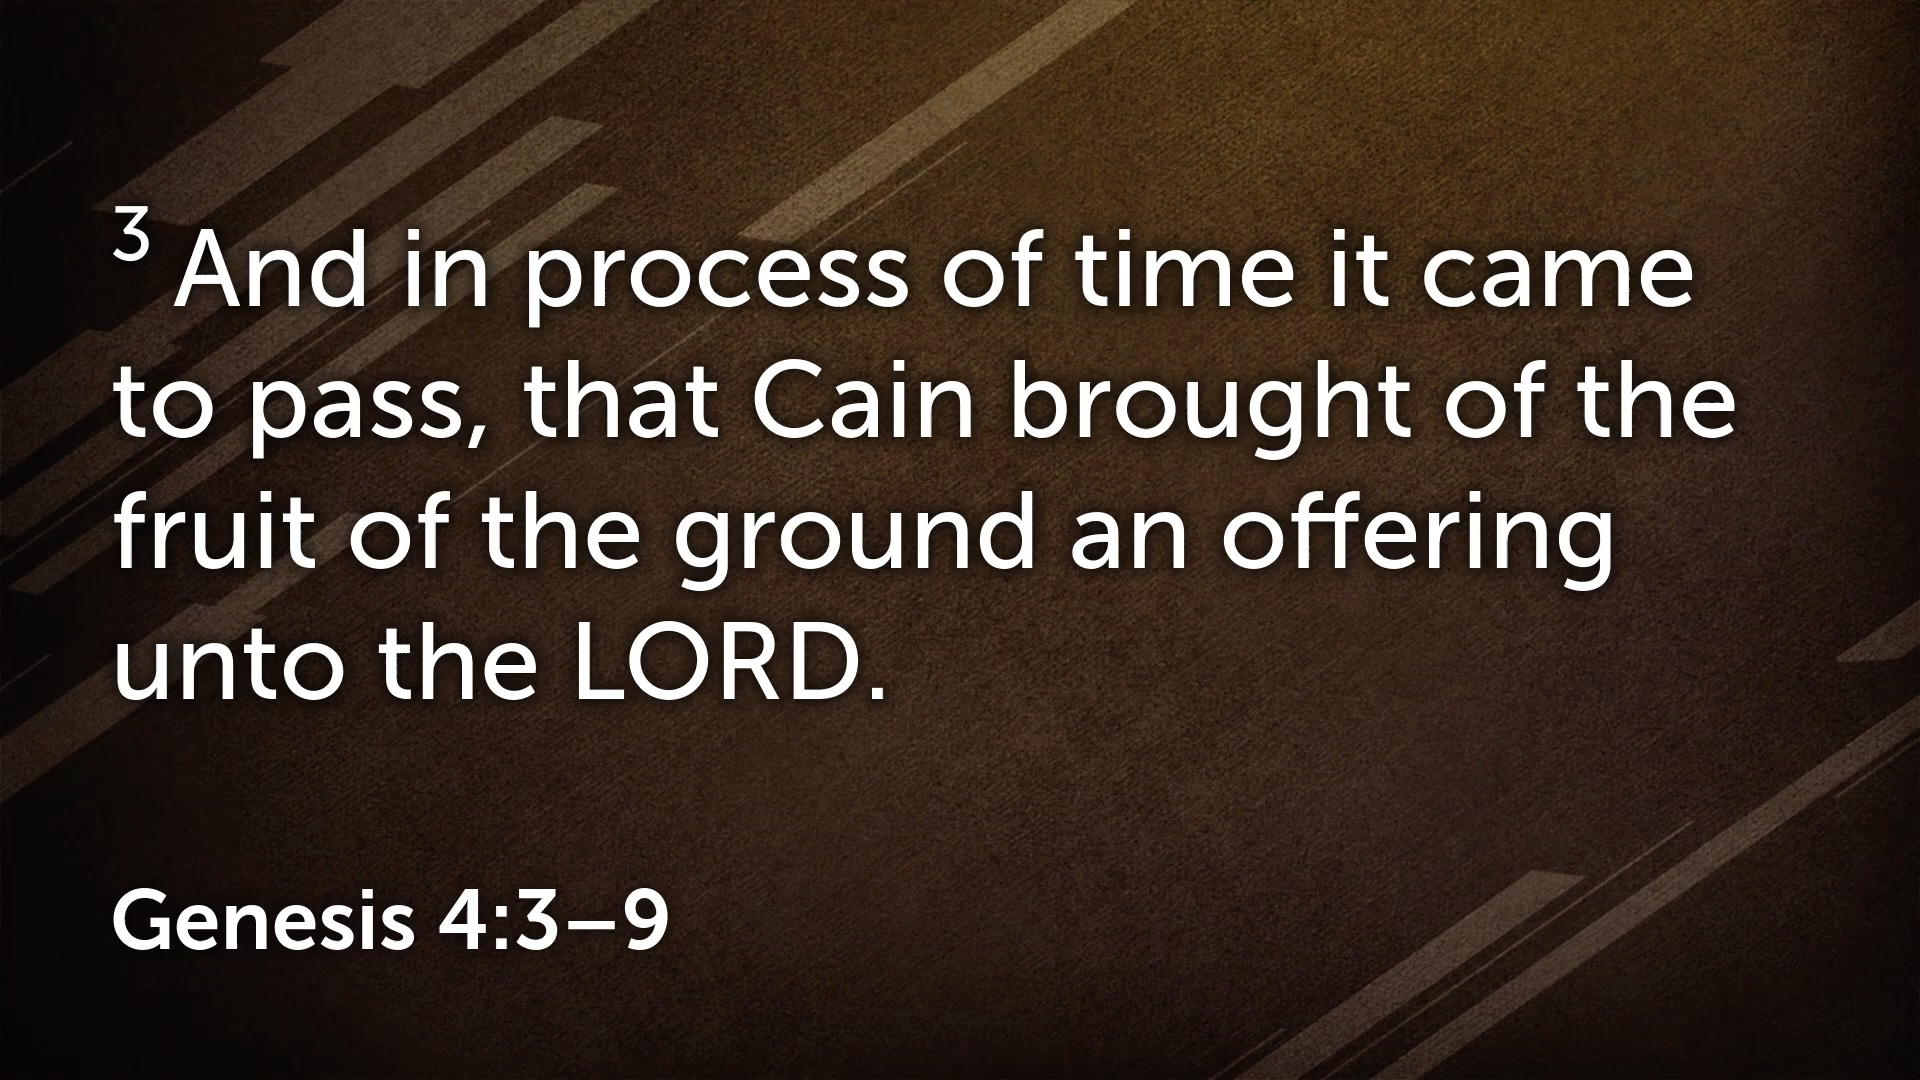 3 And in process of time it came
to pass, that Cain brought of the
fruit of the ground an offering
unto the LORD.
Genesis 4:3–9